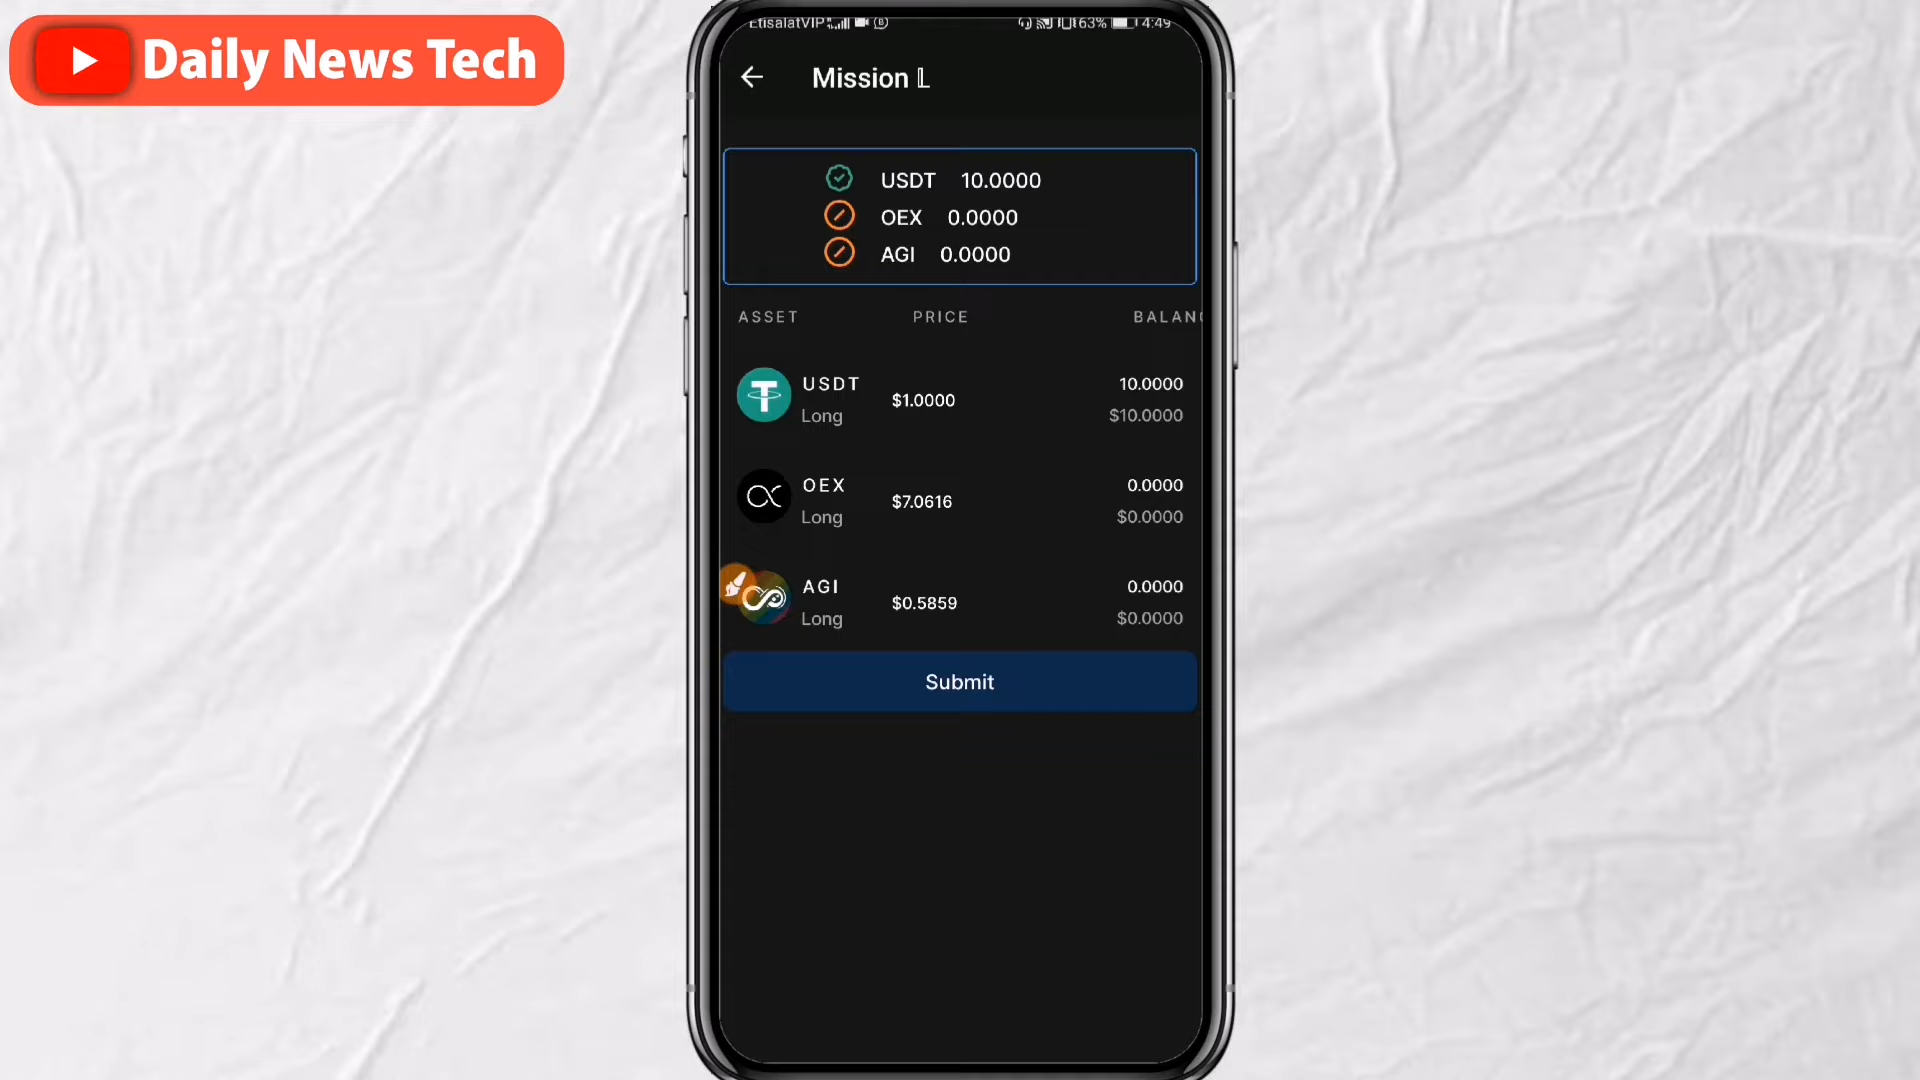 Daily News Tech
EtisalatVIP 63% 4:49
Mission 𝕃
USDT 10.0000
OEX 0.0000
AGI 0.0000
ASSET PRICE BALANC
USDT 10.0000
Long $1.0000 $10.0000
OEX 0.0000
Long $7.0616 $0.0000
AGI 0.0000
Long $0.5859 $0.0000
Submit